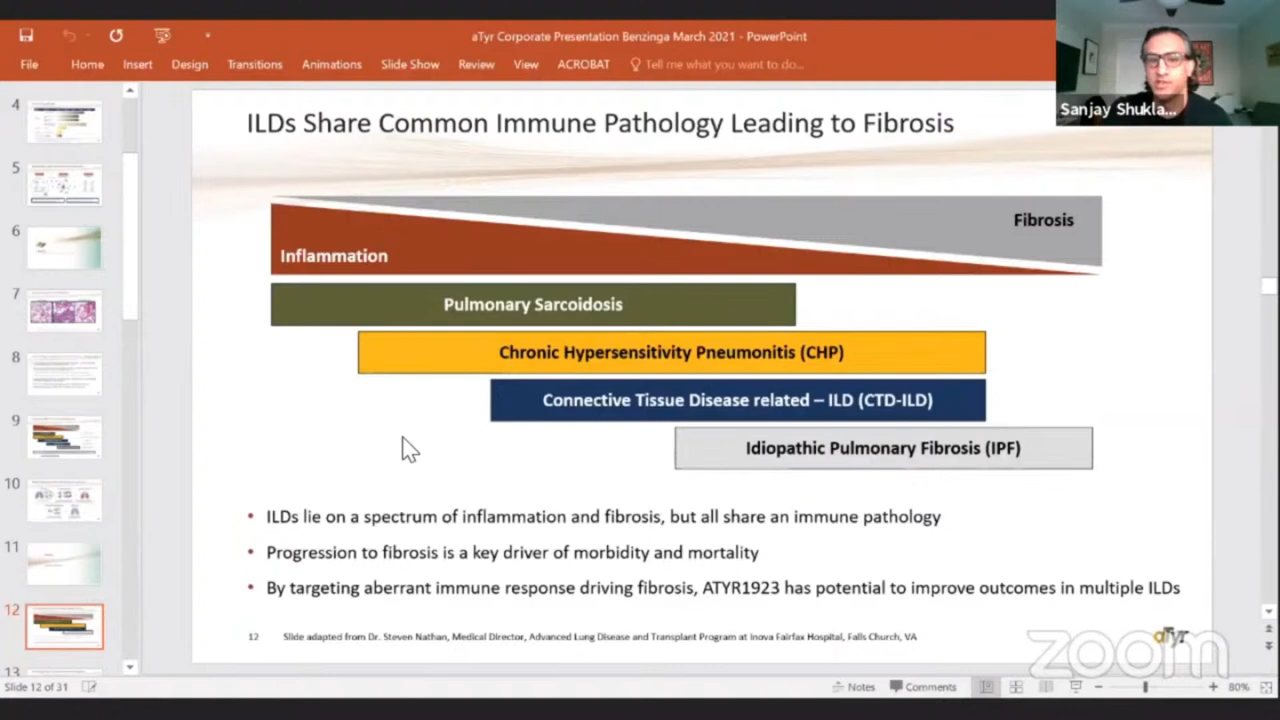 aTyr Corporate Presentation Benzinga March 2021 - PowerPoint
File Home Insert Design Transitions Animations Slide Show Review View ACROBAT Tell me what you want to do...
Sanjay Shukla...
4
5
6
7
8
9
10
11
12
13
ILDs Share Common Immune Pathology Leading to Fibrosis
Fibrosis
Inflammation
Pulmonary Sarcoidosis
Chronic Hypersensitivity Pneumonitis (CHP)
Connective Tissue Disease related – ILD (CTD-ILD)
Idiopathic Pulmonary Fibrosis (IPF)
• ILDs lie on a spectrum of inflammation and fibrosis, but all share an immune pathology
• Progression to fibrosis is a key driver of morbidity and mortality
• By targeting aberrant immune response driving fibrosis, ATYR1923 has potential to improve outcomes in multiple ILDs
12 Slide adapted from Dr. Steven Nathan, Medical Director, Advanced Lung Disease and Transplant Program at Inova Fairfax Hospital, Falls Church, VA
aTyr
zoom
Slide 12 of 31 Notes Comments 80%